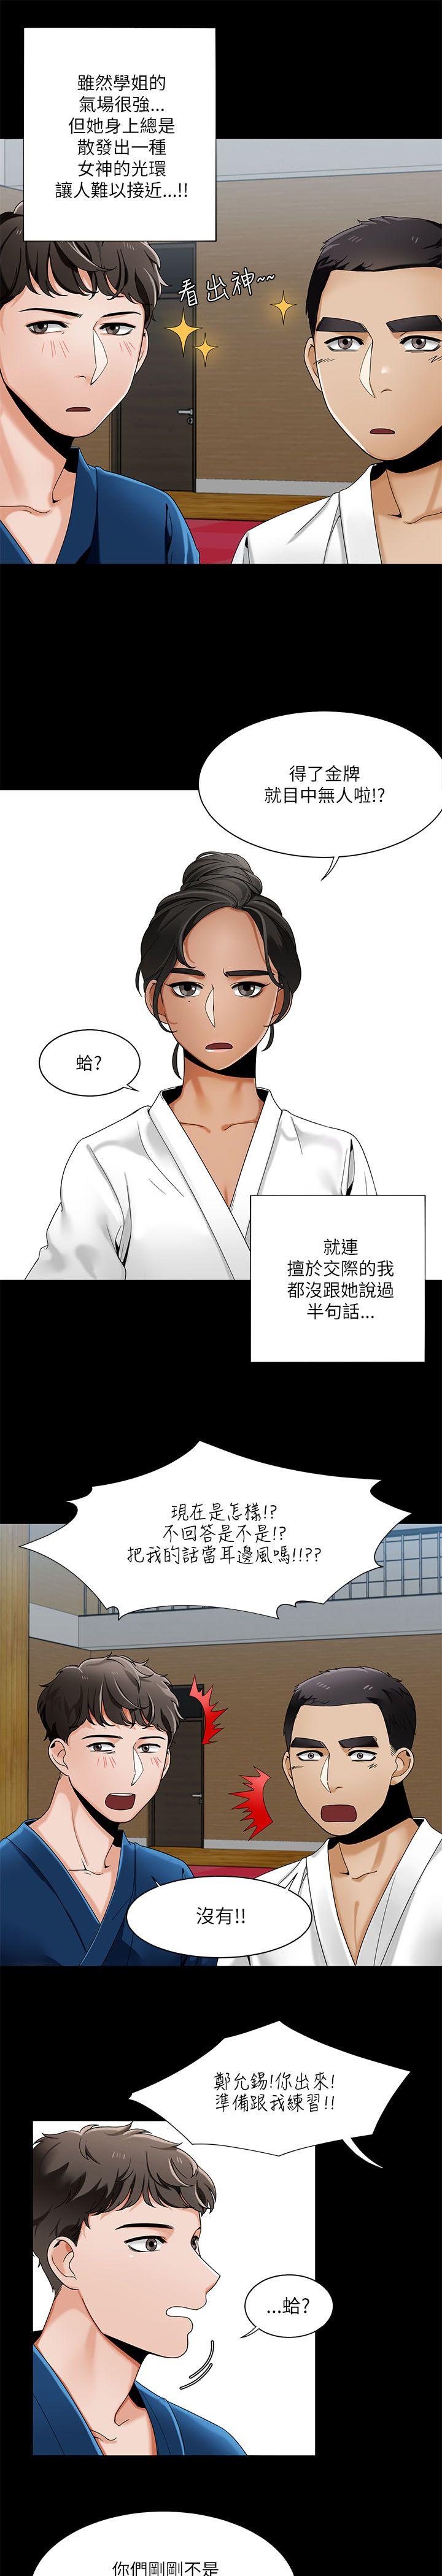 雖然學姐的
氣場很強...
但她身上總是
散發出一種
女神的光環
讓人難以接近...!!
看出神~~
得了金牌
就目中無人啦!?
蛤?
就連
擅於交際的我
都沒跟她說過
半句話...
現在是怎樣!?
不回答是不是!?
把我的話當耳邊風嗎!!??
沒有!!
鄭允錫!你出來!
準備跟我練習!!
...蛤?
你們剛剛不是